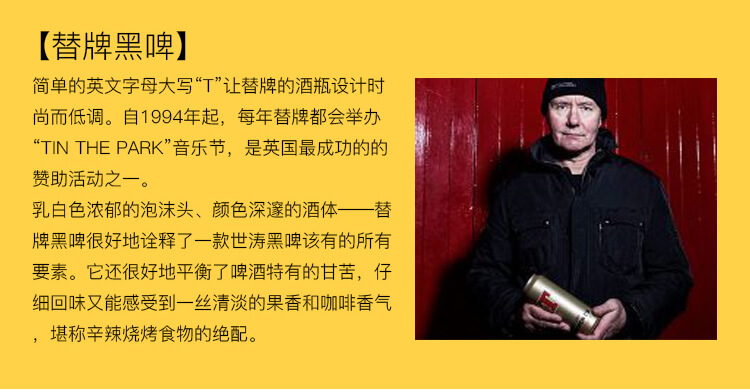 【替牌黑啤】
简单的英文字母大写“T”让替牌的酒瓶设计时
尚而低调。自1994年起，每年替牌都会举办
“TIN THE PARK”音乐节，是英国最成功的的
赞助活动之一。
乳白色浓郁的泡沫头、颜色深邃的酒体——替
牌黑啤很好地诠释了一款世涛黑啤该有的所有
要素。它还很好地平衡了啤酒特有的甘苦，仔
细回味又能感受到一丝清淡的果香和咖啡香气
，堪称辛辣烧烤食物的绝配。
T